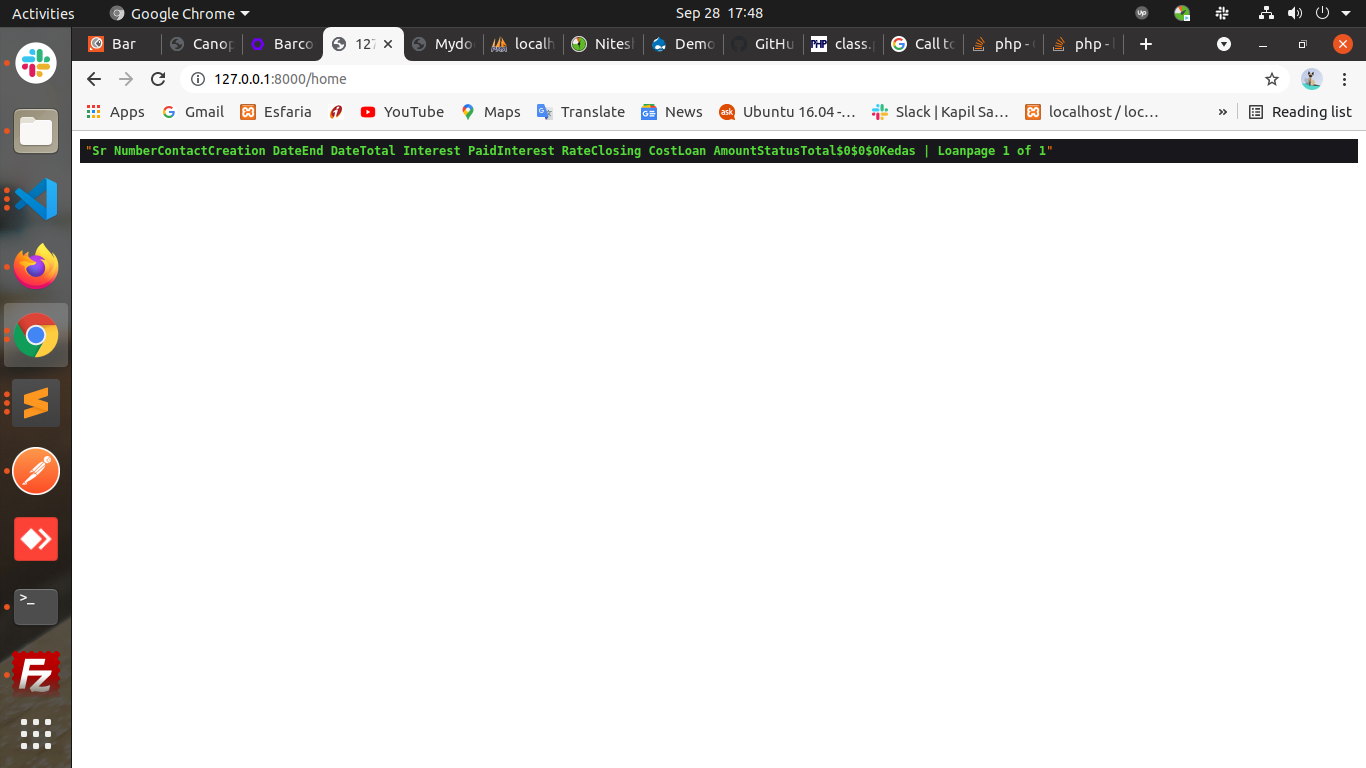 Activities Google Chrome Sep 28 17:48
Bar Canop Barco 127 Mydo localh Nitesh Demo GitHu class.p Call to php - php -
127.0.0.1:8000/home
Apps Gmail Esfaria YouTube Maps Translate News Ubuntu 16.04 -… Slack | Kapil Sa… localhost / loc… » Reading list
"Sr NumberContactCreation DateEnd DateTotal Interest PaidInterest RateClosing CostLoan AmountStatusTotal$0$0$0Kedas | Loanpage 1 of 1"
>_
Fz